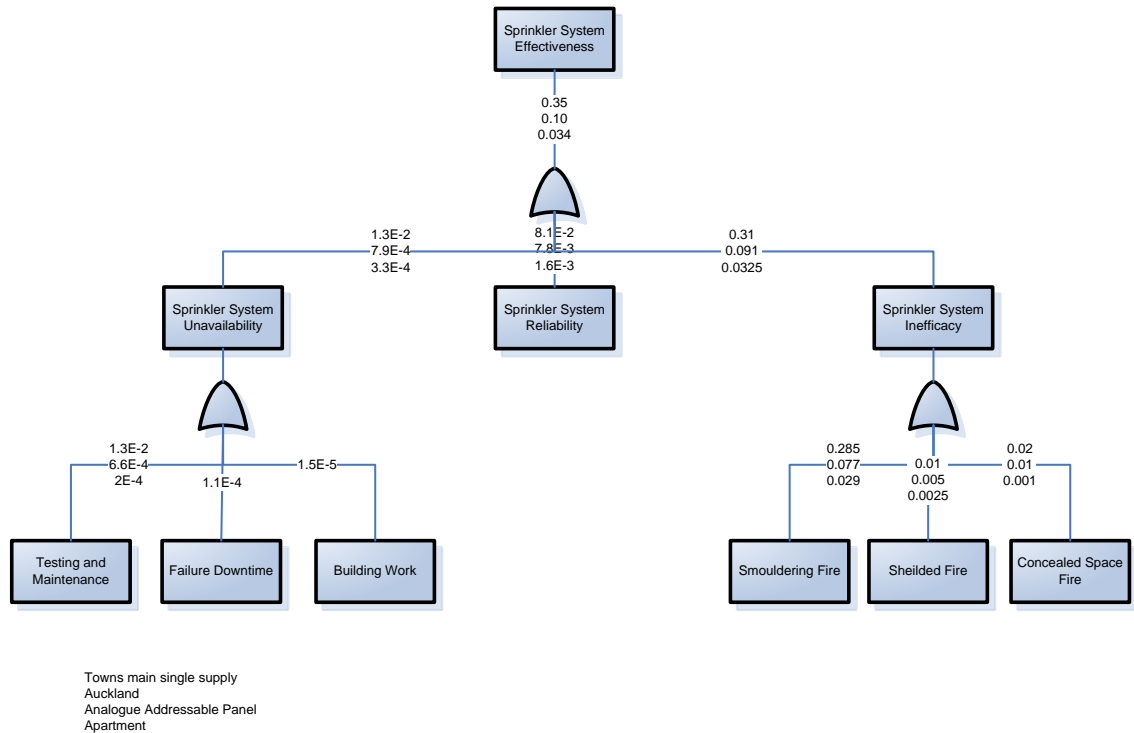 Sprinkler System
Effectiveness
0.35
0.10
0.034
1.3E-2
7.9E-4
3.3E-4
8.1E-2
7.8E-3
1.6E-3
0.31
0.091
0.0325
Sprinkler System
Unavailability
Sprinkler System
Reliability
Sprinkler System
Inefficacy
1.3E-2
6.6E-4
2E-4
1.1E-4
1.5E-5
0.285
0.077
0.029
0.01
0.005
0.0025
0.02
0.01
0.001
Testing and
Maintenance
Failure Downtime
Building Work
Smouldering Fire
Sheilded Fire
Concealed Space
Fire
Towns main single supply
Auckland
Analogue Addressable Panel
Apartment